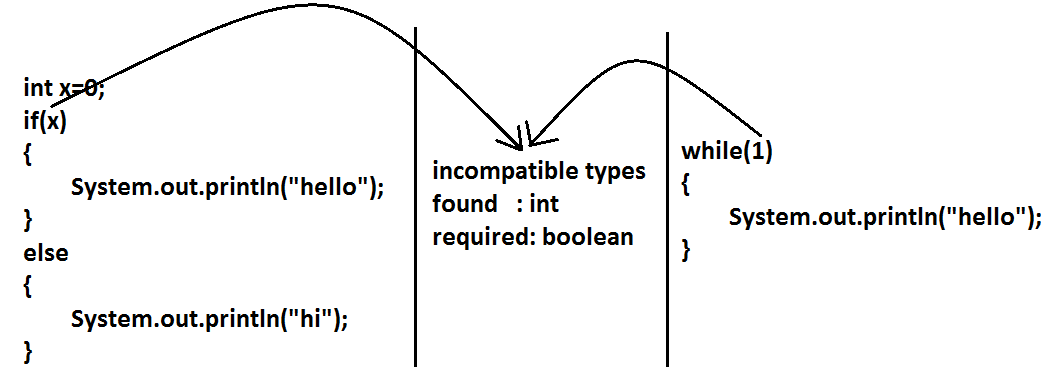 int x=0;
if(x)
{
System.out.println("hello");
}
else
{
System.out.println("hi");
}
incompatible types
found : int
required: boolean
while(1)
{
System.out.println("hello");
}